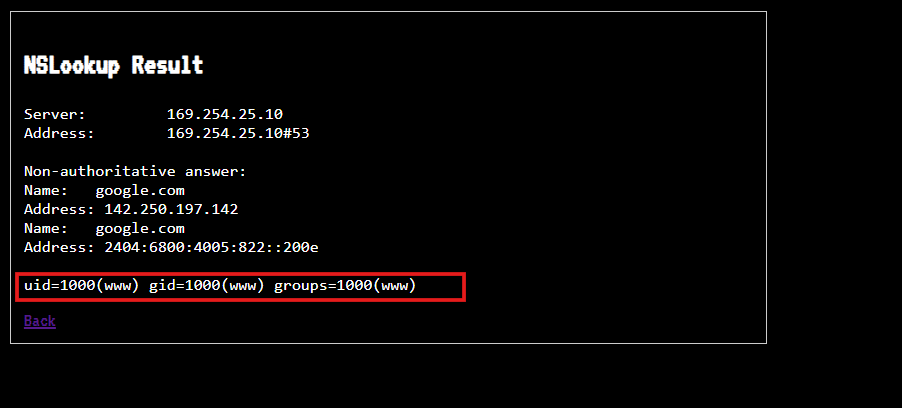 NSLookup Result
Server:         169.254.25.10
Address:        169.254.25.10#53
Non-authoritative answer:
Name:   google.com
Address: 142.250.197.142
Name:   google.com
Address: 2404:6800:4005:822::200e
uid=1000(www) gid=1000(www) groups=1000(www)
Back